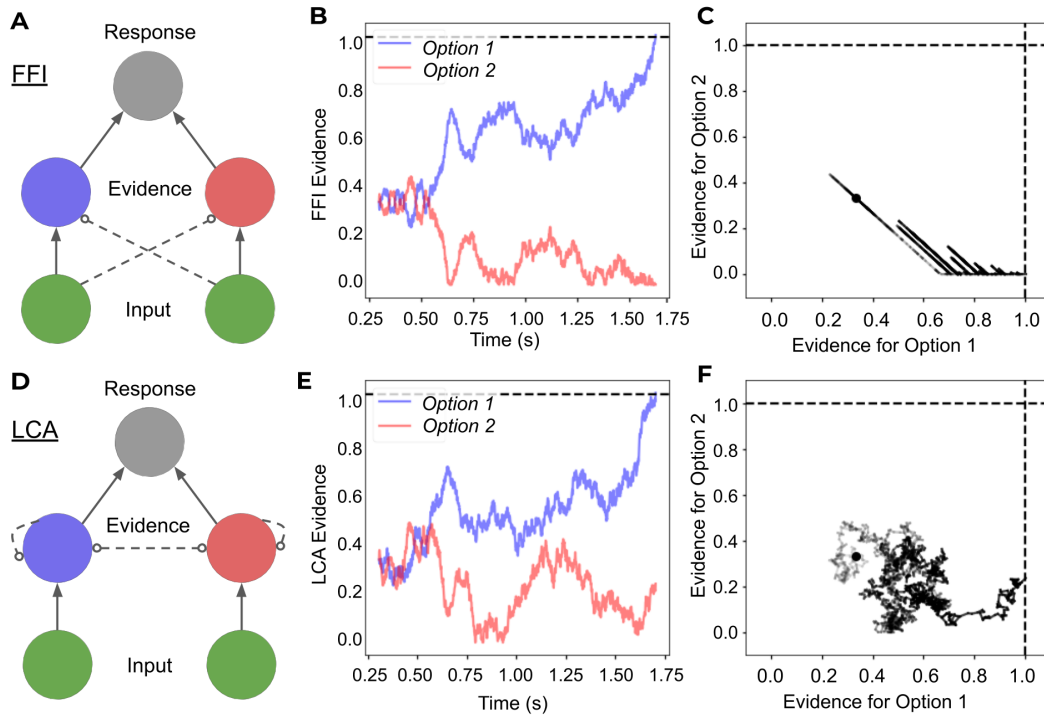 A
Response
FFI
Evidence
Input
B
FFI Evidence
1.0
0.8
0.6
0.4
0.2
0.0
Option 1
Option 2
0.25 0.50 0.75 1.00 1.25 1.50 1.75
Time (s)
C
Evidence for Option 2
1.0
0.8
0.6
0.4
0.2
0.0
0.0 0.2 0.4 0.6 0.8 1.0
Evidence for Option 1
D
Response
LCA
Evidence
Input
E
LCA Evidence
1.0
0.8
0.6
0.4
0.2
0.0
Option 1
Option 2
0.25 0.50 0.75 1.00 1.25 1.50 1.75
Time (s)
F
Evidence for Option 2
1.0
0.8
0.6
0.4
0.2
0.0
0.0 0.2 0.4 0.6 0.8 1.0
Evidence for Option 1